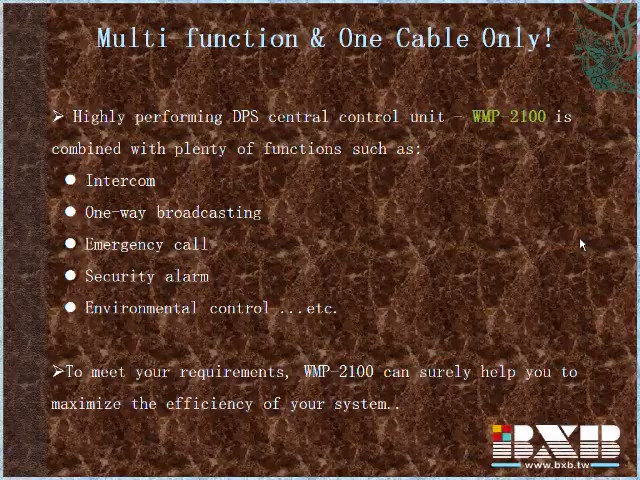 Multi function & One Cable Only!
➢ Highly performing DPS central control unit – WMP-2100 is
combined with plenty of functions such as:
● Intercom
● One-way broadcasting
● Emergency call
● Security alarm
● Environmental control ...etc.
➢To meet your requirements, WMP-2100 can surely help you to
maximize the efficiency of your system..
BXB
www.bxb.tw